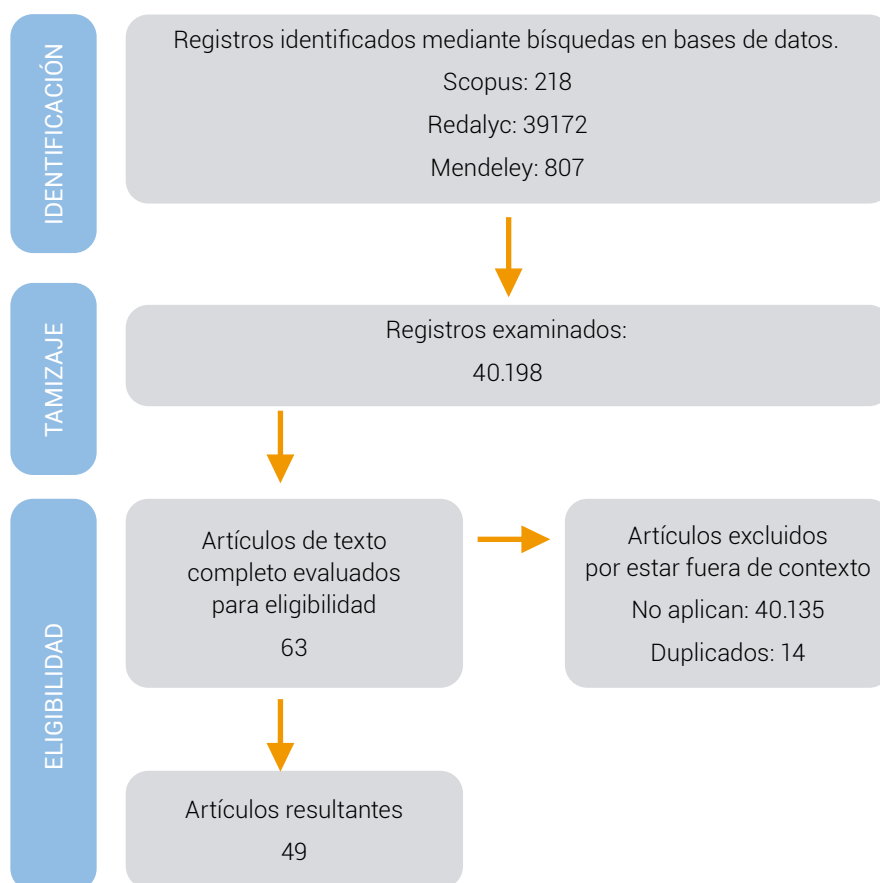 IDENTIFICACIÓN
Registros identificados mediante bísquedas en bases de datos.
Scopus: 218
Redalyc: 39172
Mendeley: 807
TAMIZAJE
Registros examinados:
40.198
ELIGIBILIDAD
Artículos de texto
completo evaluados
para eligibilidad
63
Artículos excluidos
por estar fuera de contexto
No aplican: 40.135
Duplicados: 14
Artículos resultantes
49